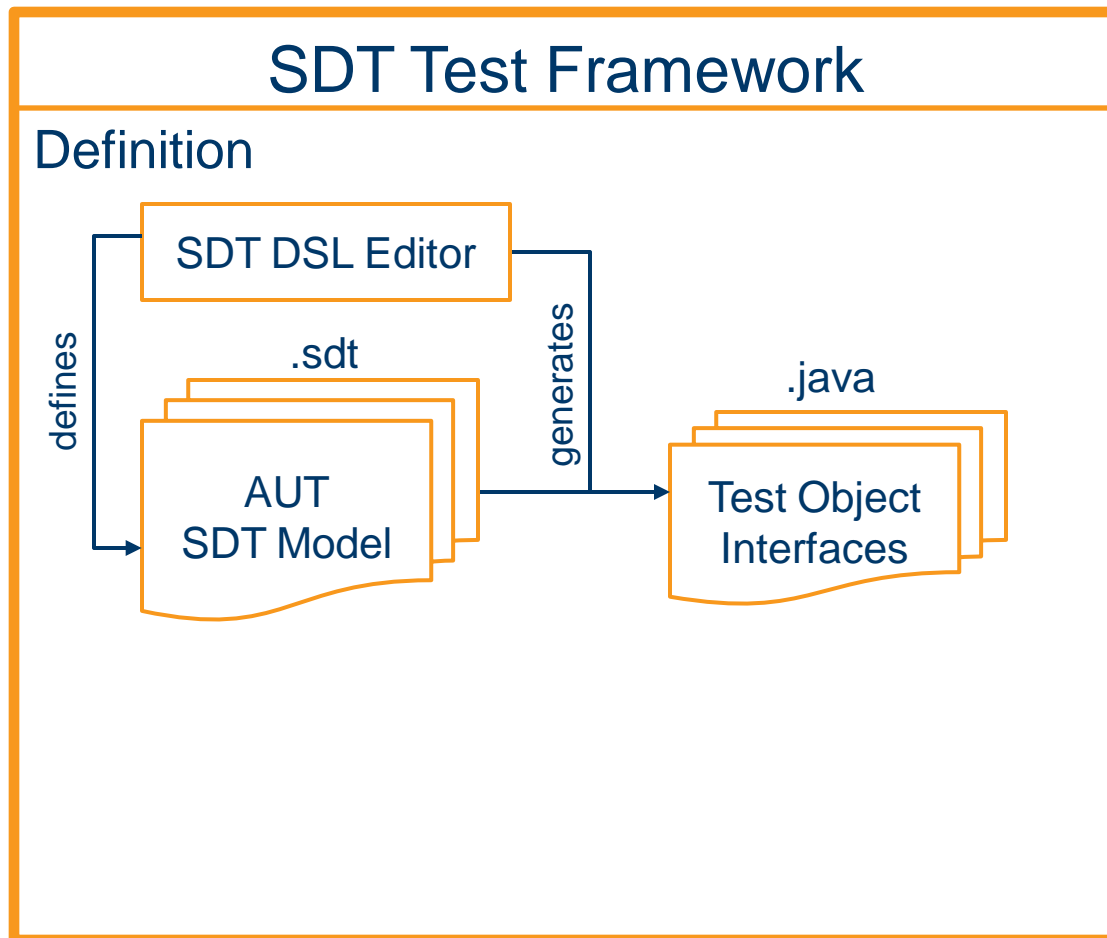 SDT Test Framework
Definition
SDT DSL Editor
defines
generates
.sdt
.java
AUT
SDT Model
Test Object
Interfaces